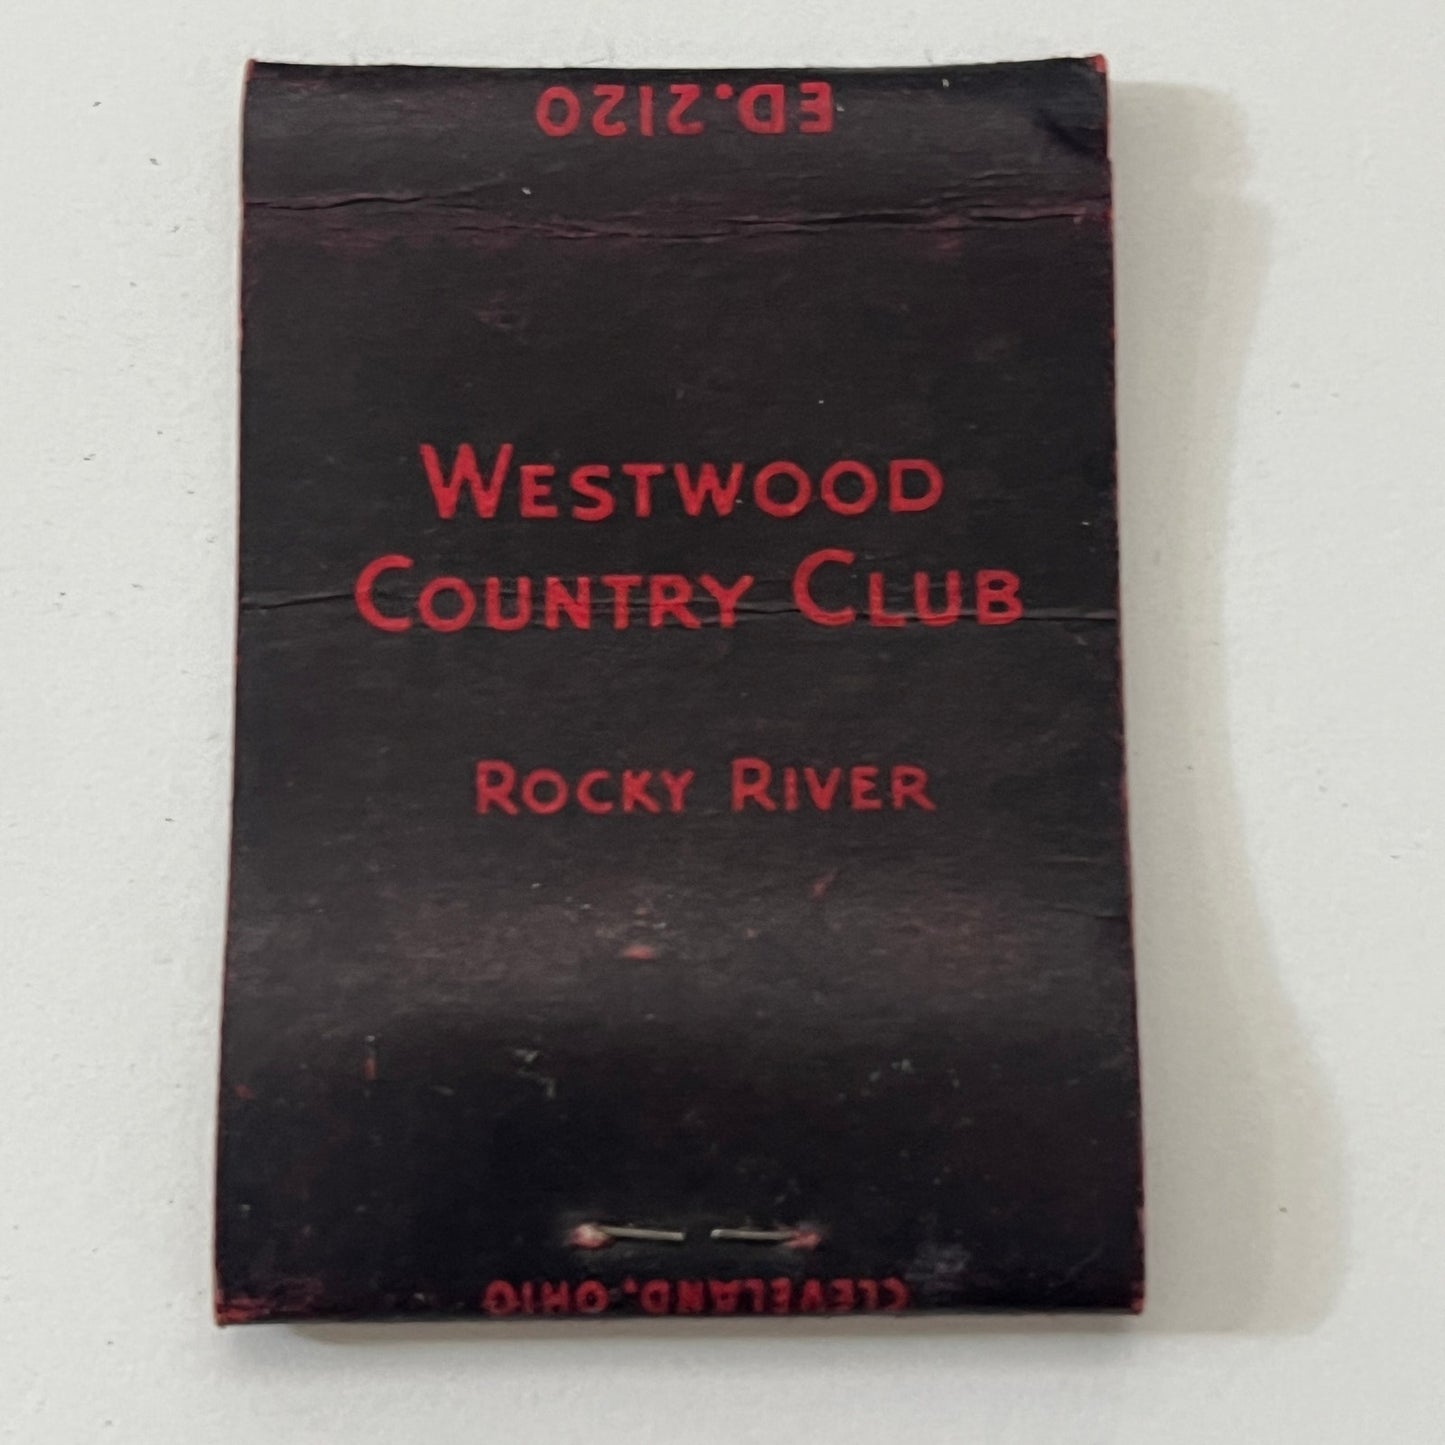 ED. 2120
WESTWOOD
COUNTRY CLUB
ROCKY RIVER
CLEVELAND, OHIO